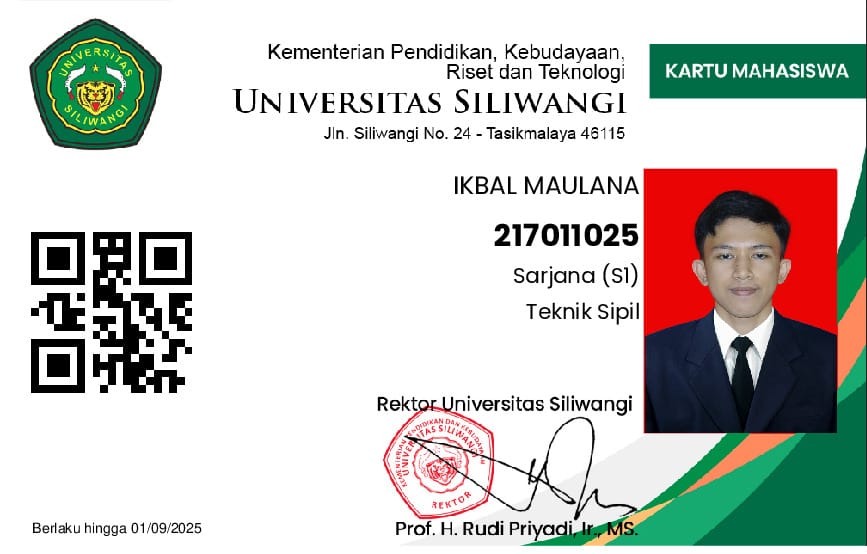 UNIVERSITAS
SILIWANGI
Kementerian Pendidikan, Kebudayaan,
Riset dan Teknologi
UNIVERSITAS SILIWANGI
Jln. Siliwangi No. 24 - Tasikmalaya 46115
KARTU MAHASISWA
IKBAL MAULANA
217011025
Sarjana (S1)
Teknik Sipil
Rektor Universitas Siliwangi
KEMENTERIAN PENDIDIKAN DAN KEBUDAYAAN
UNIVERSITAS SILIWANGI
REKTOR
Prof. H. Rudi Priyadi, Ir., MS.
Berlaku hingga 01/09/2025